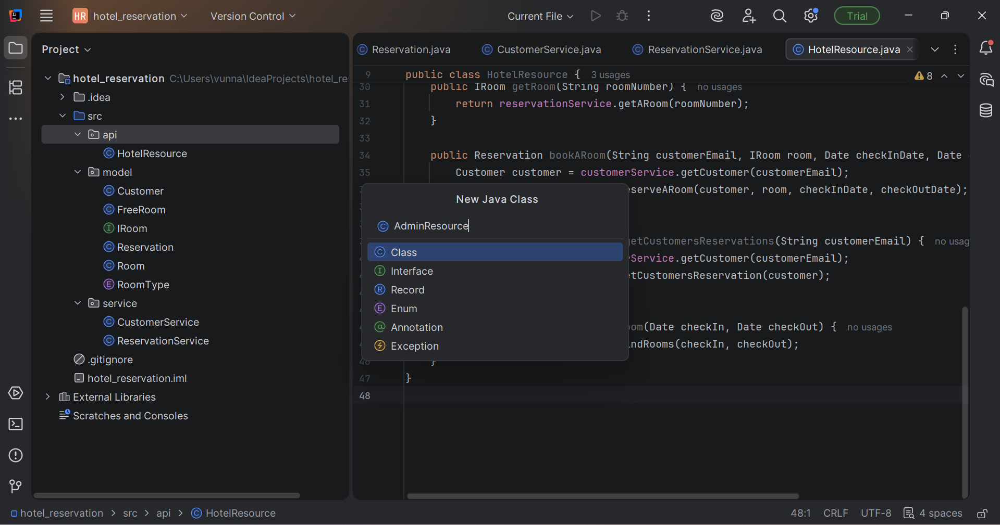 HR hotel_reservation Version Control Current File Trial
Project
hotel_reservation C:\Users\vunna\IdeaProjects\hotel_re
.idea
src
api
HotelResource
model
Customer
FreeRoom
IRoom
Reservation
Room
RoomType
service
CustomerService
ReservationService
.gitignore
hotel_reservation.iml
External Libraries
Scratches and Consoles
Reservation.java CustomerService.java ReservationService.java HotelResource.java
9 public class HotelResource { 3 usages 8
30 public IRoom getRoom(String roomNumber) { no usages
31 return reservationService.getARoom(roomNumber);
32 }
33
34 public Reservation bookARoom(String customerEmail, IRoom room, Date checkInDate, Date
35 Customer customer = customerService.getCustomer(customerEmail);
serveARoom(customer, room, checkInDate, checkOutDate);
etCustomersReservations(String customerEmail) { no usag
Service.getCustomer(customerEmail);
tCustomersReservation(customer);
om(Date checkIn, Date checkOut) { no usages
ndRooms(checkIn, checkOut);
46 }
47 }
48
New Java Class
AdminResource
Class
Interface
Record
Enum
Annotation
Exception
hotel_reservation > src > api > HotelResource 48:1 CRLF UTF-8 4 spaces